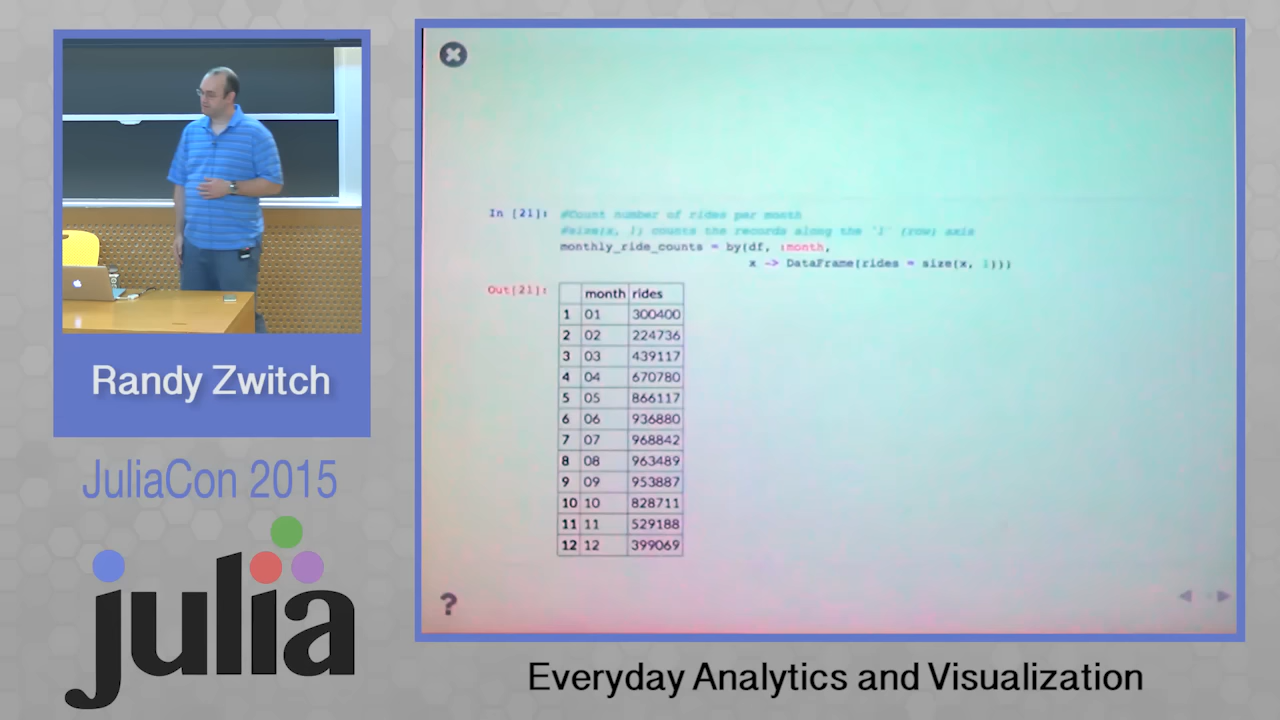 Randy Zwitch
JuliaCon 2015
julia
In [21]: #Count number of rides per month
#size(x, 1) counts the records along the '1' (row) axis
monthly_ride_counts = by(df, :month,
x -> DataFrame(rides = size(x, 1)))
Out[21]:
month rides
1 01 300400
2 02 224736
3 03 439117
4 04 670780
5 05 866117
6 06 936880
7 07 968842
8 08 963489
9 09 953887
10 10 828711
11 11 529188
12 12 399069
?
Everyday Analytics and Visualization